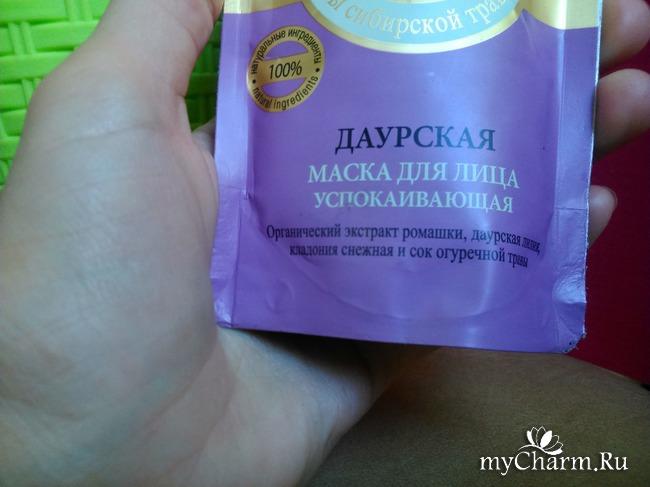 сибирской
натуральные ингредиенты
100%
natural ingredients
ДАУРСКАЯ
МАСКА ДЛЯ ЛИЦА
УСПОКАИВАЮЩАЯ
Органический экстракт ромашки, даурская лилия,
кладония снежная и сок огуречной травы
myCharm.Ru